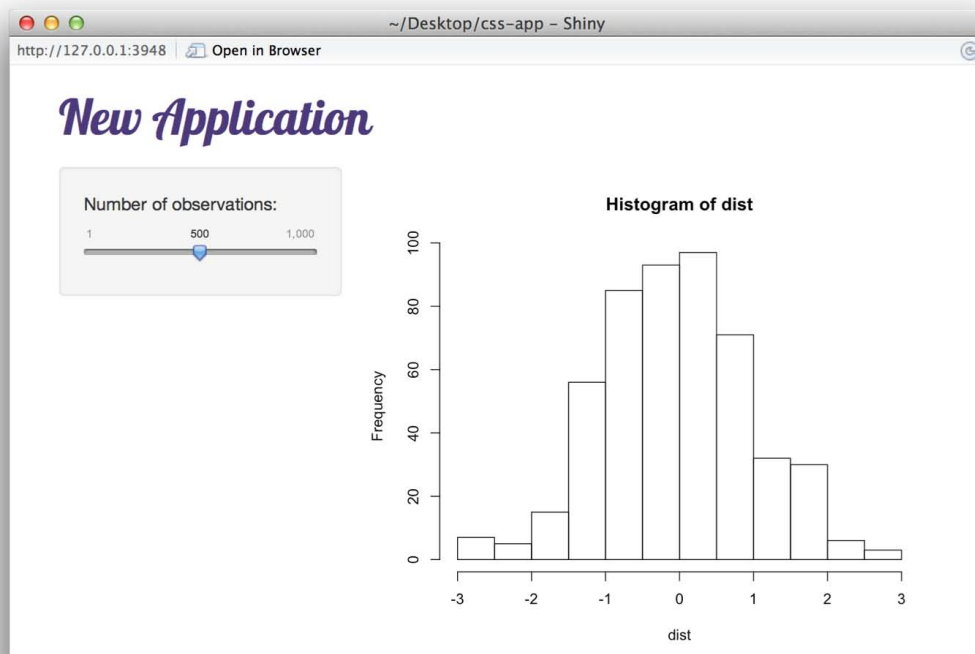 ~/Desktop/css-app – Shiny
http://127.0.0.1:3948 Open in Browser
New Application
Number of observations:
1 500 1,000
Histogram of dist
Frequency
100
80
60
40
20
0
-3 -2 -1 0 1 2 3
dist